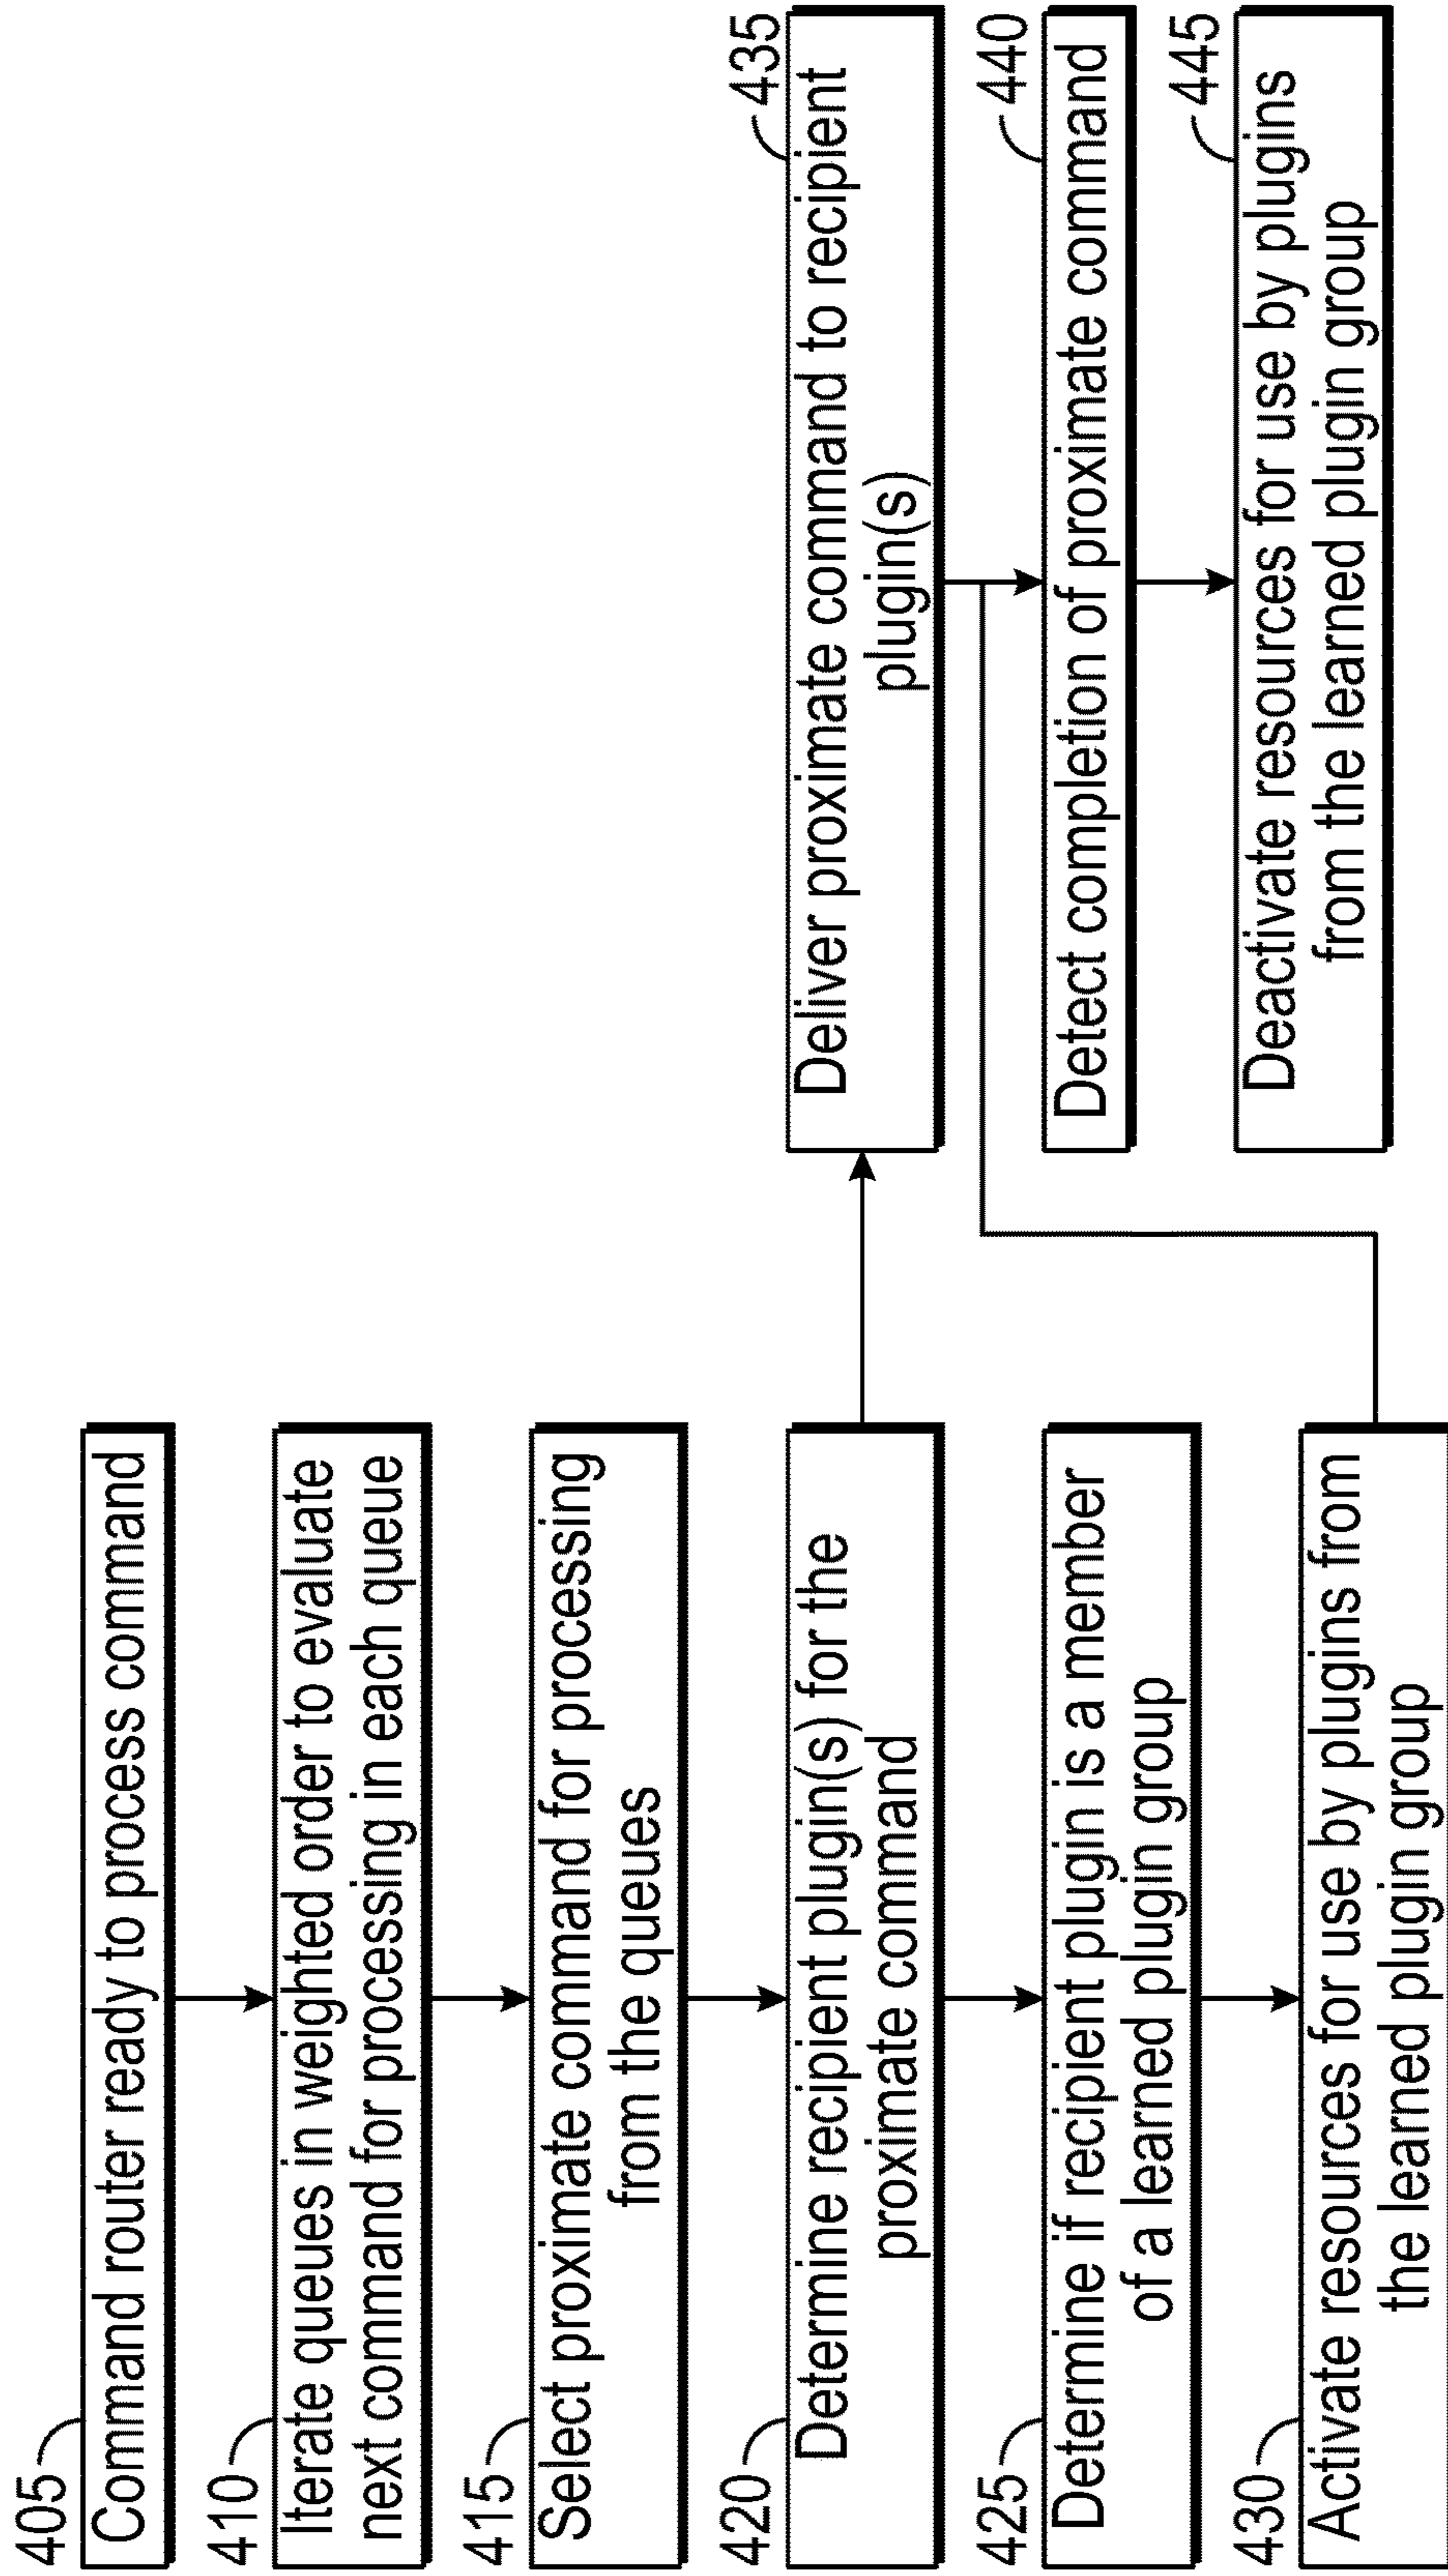 405
Command router ready to process command
410
Iterate queues in weighted order to evaluate
next command for processing in each queue
415
Select proximate command for processing
from the queues
420
Determine recipient plugin(s) for the
proximate command
425
Determine if recipient plugin is a member
of a learned plugin group
430
Activate resources for use by plugins from
the learned plugin group
435
Deliver proximate command to recipient
plugin(s)
440
Detect completion of proximate command
445
Deactivate resources for use by plugins
from the learned plugin group